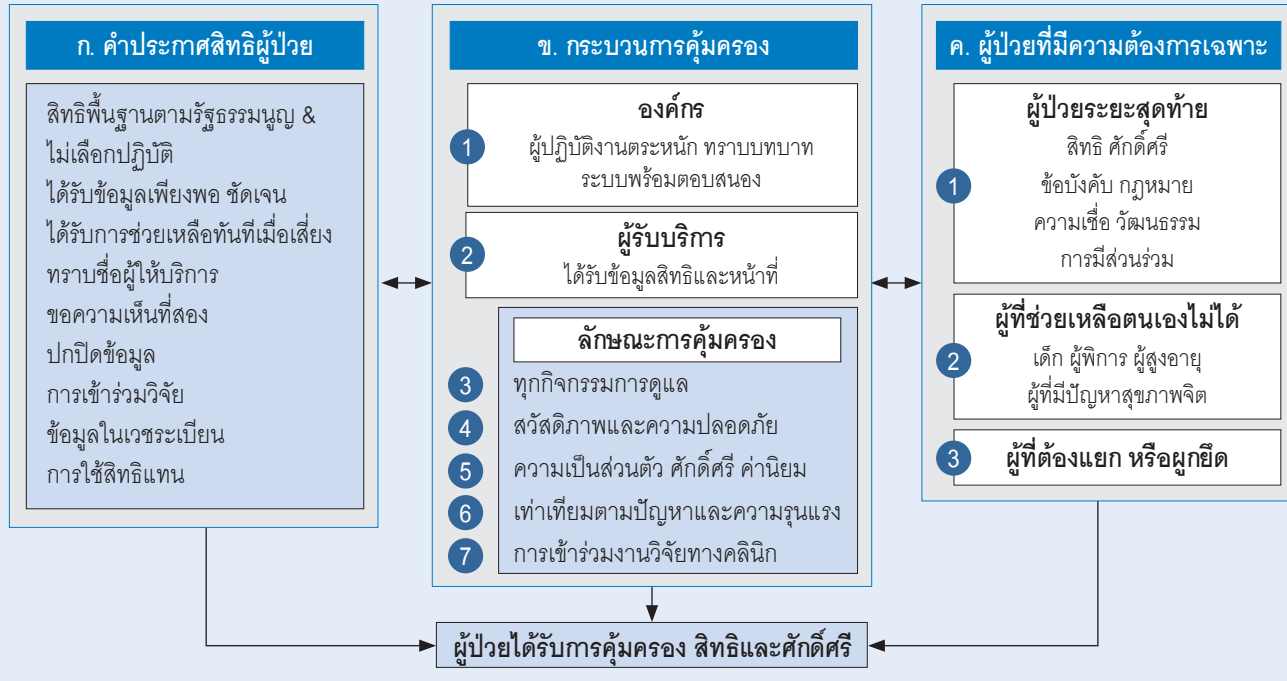 ก. คำประกาศสิทธิผู้ป่วย
สิทธิพื้นฐานตามรัฐธรรมนูญ &
ไม่เลือกปฏิบัติ
ได้รับข้อมูลเพียงพอ ชัดเจน
ได้รับการช่วยเหลือทันทีเมื่อเสี่ยง
ทราบชื่อผู้ให้บริการ
ขอความเห็นที่สอง
ปกปิดข้อมูล
การเข้าร่วมวิจัย
ข้อมูลในเวชระเบียน
การใช้สิทธิแทน
ข. กระบวนการคุ้มครอง
องค์กร
1
ผู้ปฏิบัติงานตระหนัก ทราบบทบาท
ระบบพร้อมตอบสนอง
ผู้รับบริการ
2
ได้รับข้อมูลสิทธิและหน้าที่
ลักษณะการคุ้มครอง
3 ทุกกิจกรรมการดูแล
4 สวัสดิภาพและความปลอดภัย
5 ความเป็นส่วนตัว ศักดิ์ศรี ค่านิยม
6 เท่าเทียมตามปัญหาและความรุนแรง
7 การเข้าร่วมงานวิจัยทางคลินิก
ค. ผู้ป่วยที่มีความต้องการเฉพาะ
ผู้ป่วยระยะสุดท้าย
สิทธิ ศักดิ์ศรี
1 ข้อบังคับ กฎหมาย
ความเชื่อ วัฒนธรรม
การมีส่วนร่วม
ผู้ที่ช่วยเหลือตนเองไม่ได้
2 เด็ก ผู้พิการ ผู้สูงอายุ
ผู้ที่มีปัญหาสุขภาพจิต
3 ผู้ที่ต้องแยก หรือผูกยึด
ผู้ป่วยได้รับการคุ้มครอง สิทธิและศักดิ์ศรี